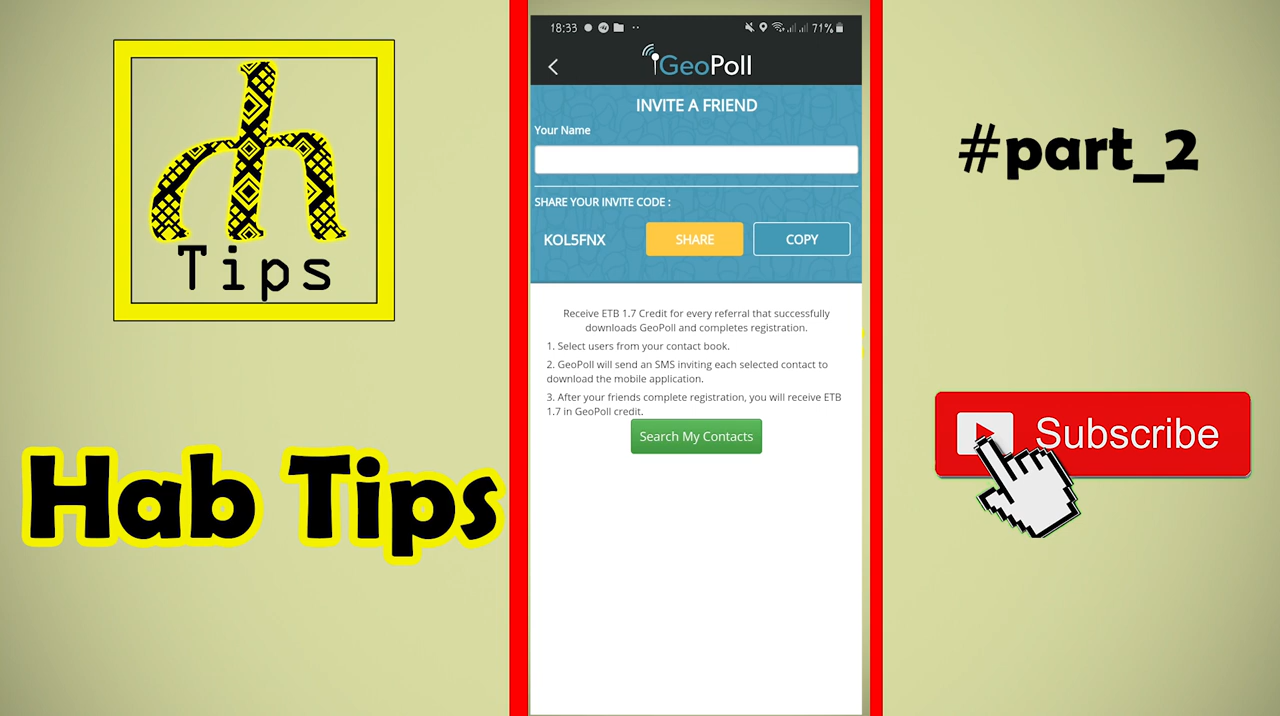 ሐ
Tips
Hab Tips
18:33
71%
GeoPoll
INVITE A FRIEND
Your Name
SHARE YOUR INVITE CODE :
KOL5FNX
SHARE
COPY
Receive ETB 1.7 Credit for every referral that successfully
downloads GeoPoll and completes registration.
1. Select users from your contact book.
2. GeoPoll will send an SMS inviting each selected contact to
download the mobile application.
3. After your friends complete registration, you will receive ETB
1.7 in GeoPoll credit.
Search My Contacts
#part_2
Subscribe